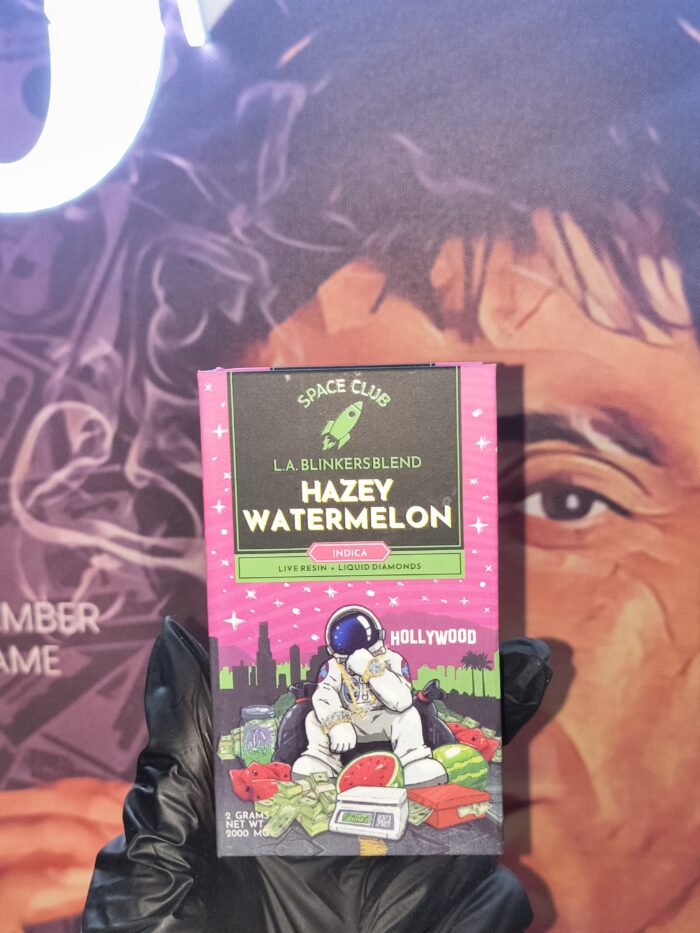 MBER
AME
SPACE CLUB
L.A. BLINKERS BLEND
HAZEY
WATERMELON
INDICA
LIVE RESIN + LIQUID DIAMONDS
HOLLYWOOD
2 GRAMS
NET WT.
2000 MG